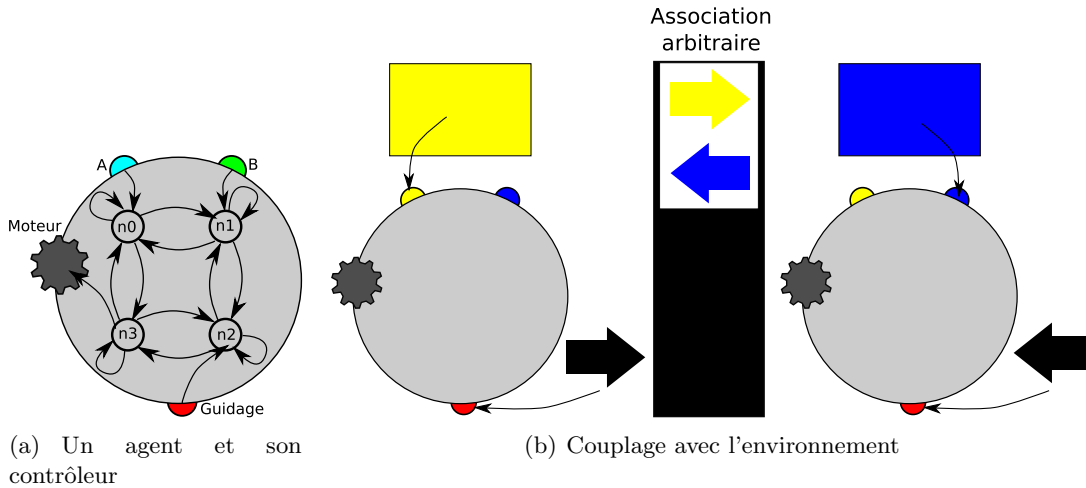 Association
arbitraire
A
B
Moteur
n0
n1
n3
n2
Guidage
(a) Un agent et son
contrôleur
(b) Couplage avec l'environnement